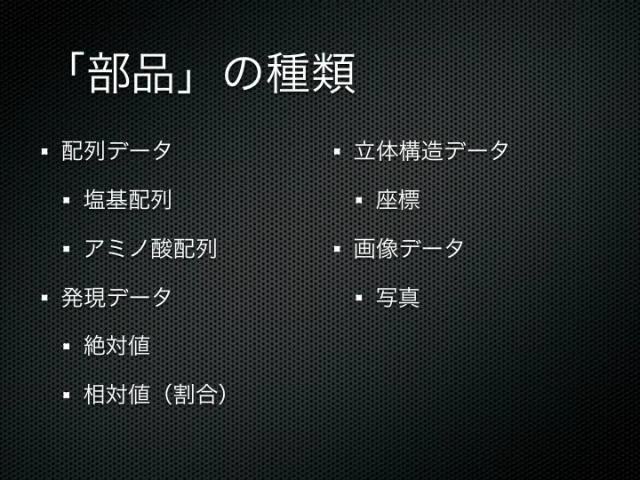 「部品」の種類
配列データ
塩基配列
アミノ酸配列
発現データ
絶対値
相対値（割合）
立体構造データ
座標
画像データ
写真